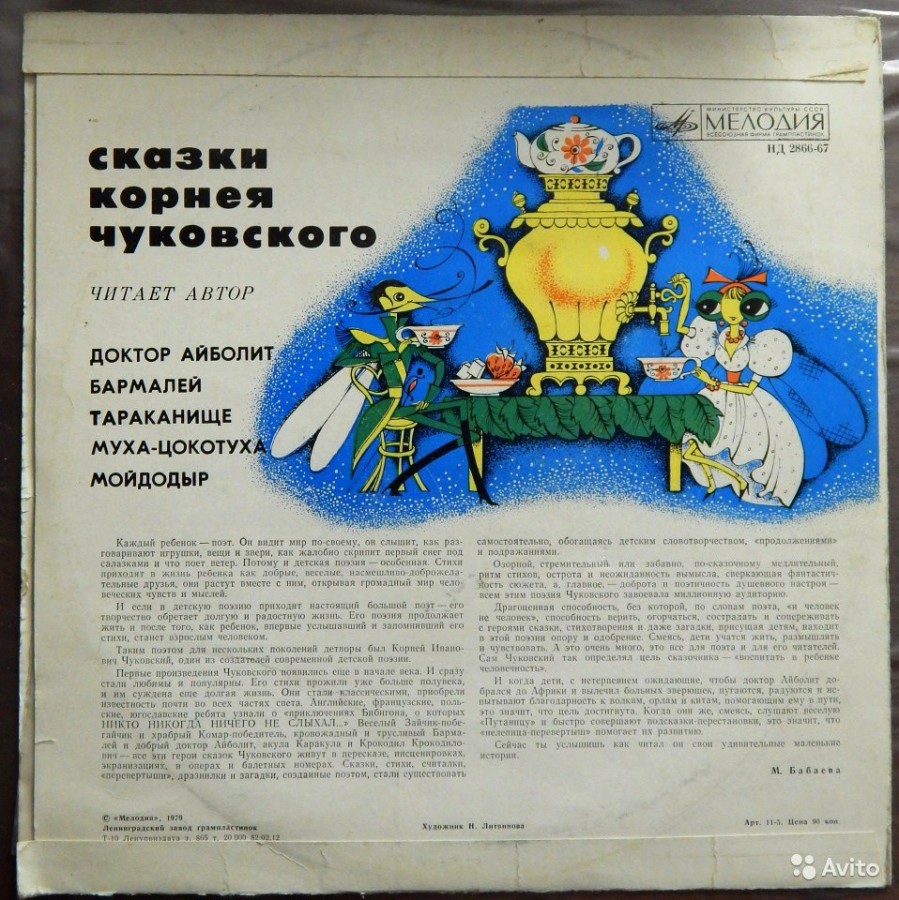 МИНИСТЕРСТВО КУЛЬТУРЫ СССР
МЕЛОДИЯ
ВСЕСОЮЗНАЯ ФИРМА ГРАМПЛАСТИНОК
НД 2866-67
сказки
корнея
чуковского
ЧИТАЕТ АВТОР
ДОКТОР АЙБОЛИТ
БАРМАЛЕЙ
ТАРАКАНИЩЕ
МУХА-ЦОКОТУХА
МОЙДОДЫР
Каждый ребенок — поэт. Он видит мир по-своему, он слышит, как раз-
говаривают игрушки, вещи и звери, как жалобно скрипит первый снег под
салазками и что поет ветер. Потому и детская поэзия — особенная. Стихи
приходят в жизнь ребенка как добрые, веселые, насмешливо-доброжела-
тельные друзья, они растут вместе с ним, открывая громадный мир чело-
веческих чувств и мыслей.
И если в детскую поэзию приходит настоящий большой поэт — его
творчество обретает долгую и радостную жизнь. Его поэзия продолжает
жить и после того, как ребенок, впервые услышавший и запомнивший его
стихи, станет взрослым человеком.
Таким поэтом для нескольких поколений детворы был Корней Ивано-
вич Чуковский, один из создателей современной детской поэзии.
Первые произведения Чуковского появились еще в начале века. И сразу
стали любимы и популярны. Его стихи прожили уже больше полувека,
и им суждена еще долгая жизнь. Они стали классическими, приобрели
известность почти во всех частях света. Английские, французские, поль-
ские, югославские ребята узнали о «приключениях Бибигона, о которых
НИКТО НИКОГДА НИЧЕГО НЕ СЛЫХАЛ...» Веселый Зайчик-побе-
гайчик и храбрый Комар-победитель, кровожадный и трусливый Барма-
лей и добрый доктор Айболит, акула Каракула и Крокодил Крокодило-
вич — все эти герои сказок Чуковского живут в пересказе, инсценировках,
экранизациях, в операх и балетных номерах. Сказки, стихи, считалки,
«перевертыши», дразнилки и загадки, созданные поэтом, стали существовать
самостоятельно, обогащаясь детским словотворчеством, «продолжениями»
и подражаниями.
Озорной, стремительный или забавно, по-сказочному медлительный,
ритм стихов, острота и неожиданность вымысла, сверкающая фантастич-
ность сюжета, а, главное — доброта и поэтичность душевного настроя —
всем этим поэзия Чуковского завоевала миллионную аудиторию.
Драгоценная способность, без которой, по словам поэта, «и человек
не человек», способность верить, огорчаться, сострадать и сопереживать
с героями сказки, стихотворения и даже загадки, присущая детям, находит
в этой поэзии опору и одобрение. Смеясь, дети учатся жить, размышлять
и чувствовать. А это очень много, это все для поэта и для его читателей.
Сам Чуковский так определял цель сказочника — «воспитать в ребенке
человечность».
И когда дети, с нетерпением ожидающие, чтобы доктор Айболит до-
брался до Африки и вылечил больных зверюшек, пугаются, радуются и ис-
пытывают благодарность к волкам, орлам и китам, помогающим ему в пути,
это значит, что цель достигнута. Когда они же, смеясь, слушают веселую
«Путаницу» и быстро совершают подсказки-перестановки, это значит, что
«нелепица-перевертыш» помогает их развитию.
Сейчас ты услышишь как читал он свои удивительные маленькие
истории.
М. Бабаева
© «Мелодия», 1979
Ленинградский завод грампластинок
Т-10 Ленуприздата з. 865 т. 20 000 82.02.12
Художник Н. Литвинова
Арт. 11-5. Цена 90 коп.
Avito